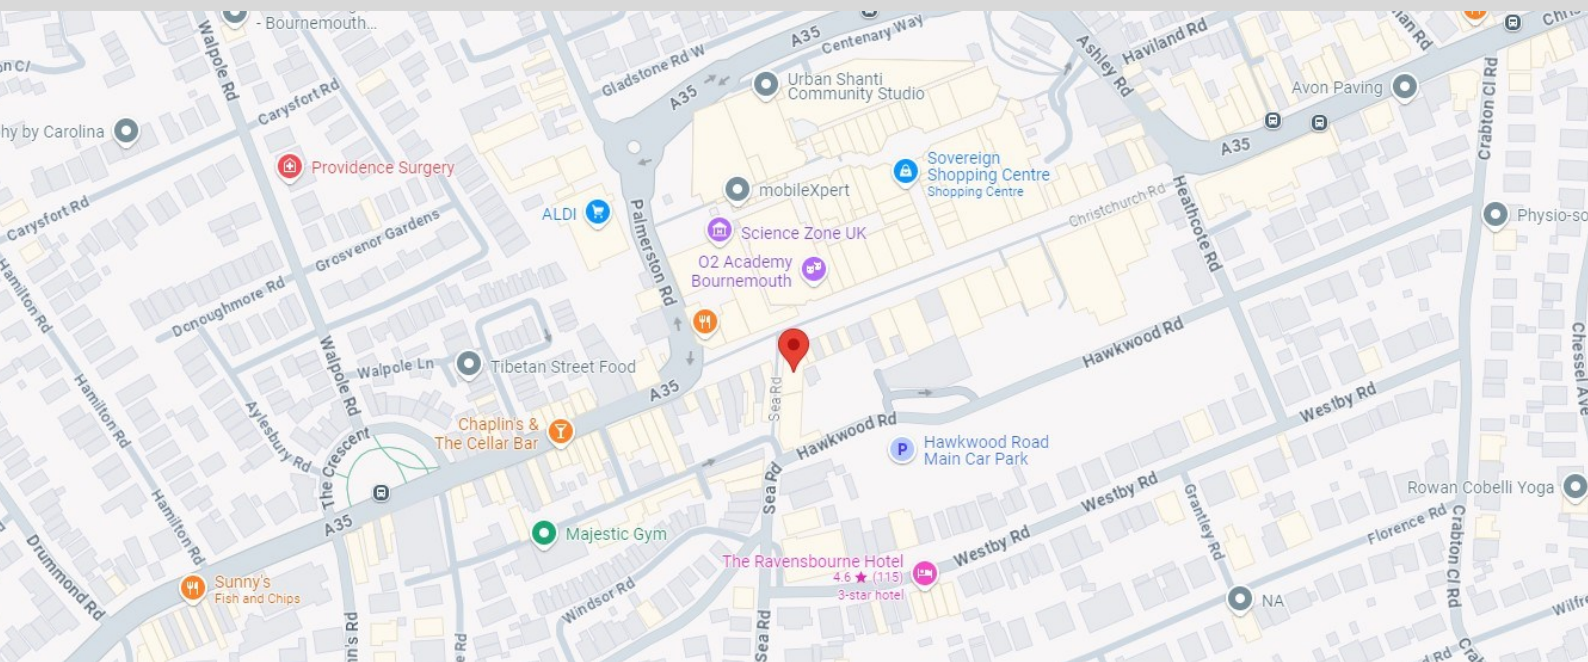 - Bournemouth...
Walpole Rd
Carysfort Rd
Gladstone Rd W
A35
Centenary Way
A35
Ashley Rd
Haviland Rd
Avon Paving
Crabton Cl Rd
Urban Shanti
Community Studio
hy by Carolina
Providence Surgery
ALDI
mobileXpert
Sovereign
Shopping Centre
Shopping Centre
A35
Christchurch Rd
Heathcote Rd
Physio-so
Carysfort Rd
Grosvenor Gardens
Palmerston Rd
Science Zone UK
O2 Academy
Bournemouth
Hamilton Rd
Donoughmore Rd
Walpole Rd
Walpole Ln
Tibetan Street Food
A35
Sea Rd
Hawkwood Rd
Chessel Ave
Hamilton Rd
Aylesbury Rd
The Crescent
Chaplin's &
The Cellar Bar
Hawkwood Rd
P
Hawkwood Road
Main Car Park
Westby Rd
Sea Rd
Westby Rd
Grantley Rd
Rowan Cobelli Yoga
Florence Rd
Crabton Cl Rd
Hamilton Rd
A35
Majestic Gym
Drummond Rd
Sunny's
Fish and Chips
The Ravensbourne Hotel
4.6 ★ (115)
3-star hotel
Westby Rd
NA
Windsor Rd
Sea Rd